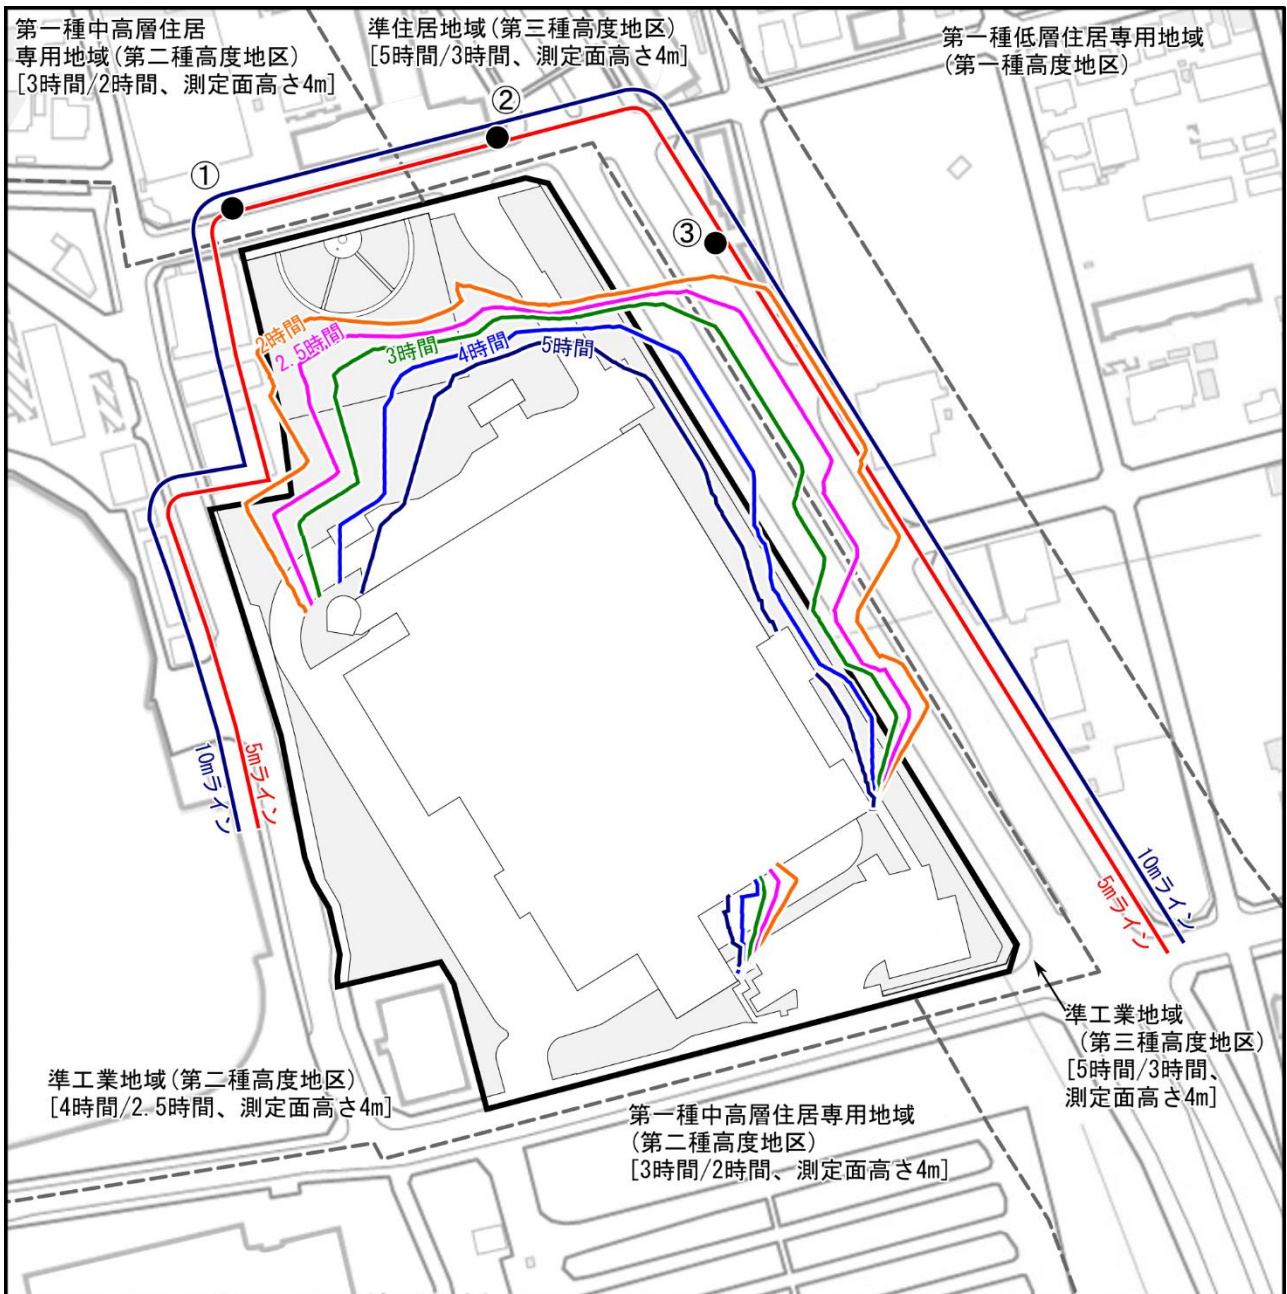 第一種中高層住居
専用地域(第二種高度地区)
[3時間/2時間、測定面高さ4m]
準住居地域(第三種高度地区)
[5時間/3時間、測定面高さ4m]
第一種低層住居専用地域
(第一種高度地区)
①
②
③
2時間
2.5時間
3時間
4時間
5時間
10mライン
5mライン
10mライン
5mライン
準工業地域
(第三種高度地区)
[5時間/3時間、
測定面高さ4m]
準工業地域(第二種高度地区)
[4時間/2.5時間、測定面高さ4m]
第一種中高層住居専用地域
(第二種高度地区)
[3時間/2時間、測定面高さ4m]